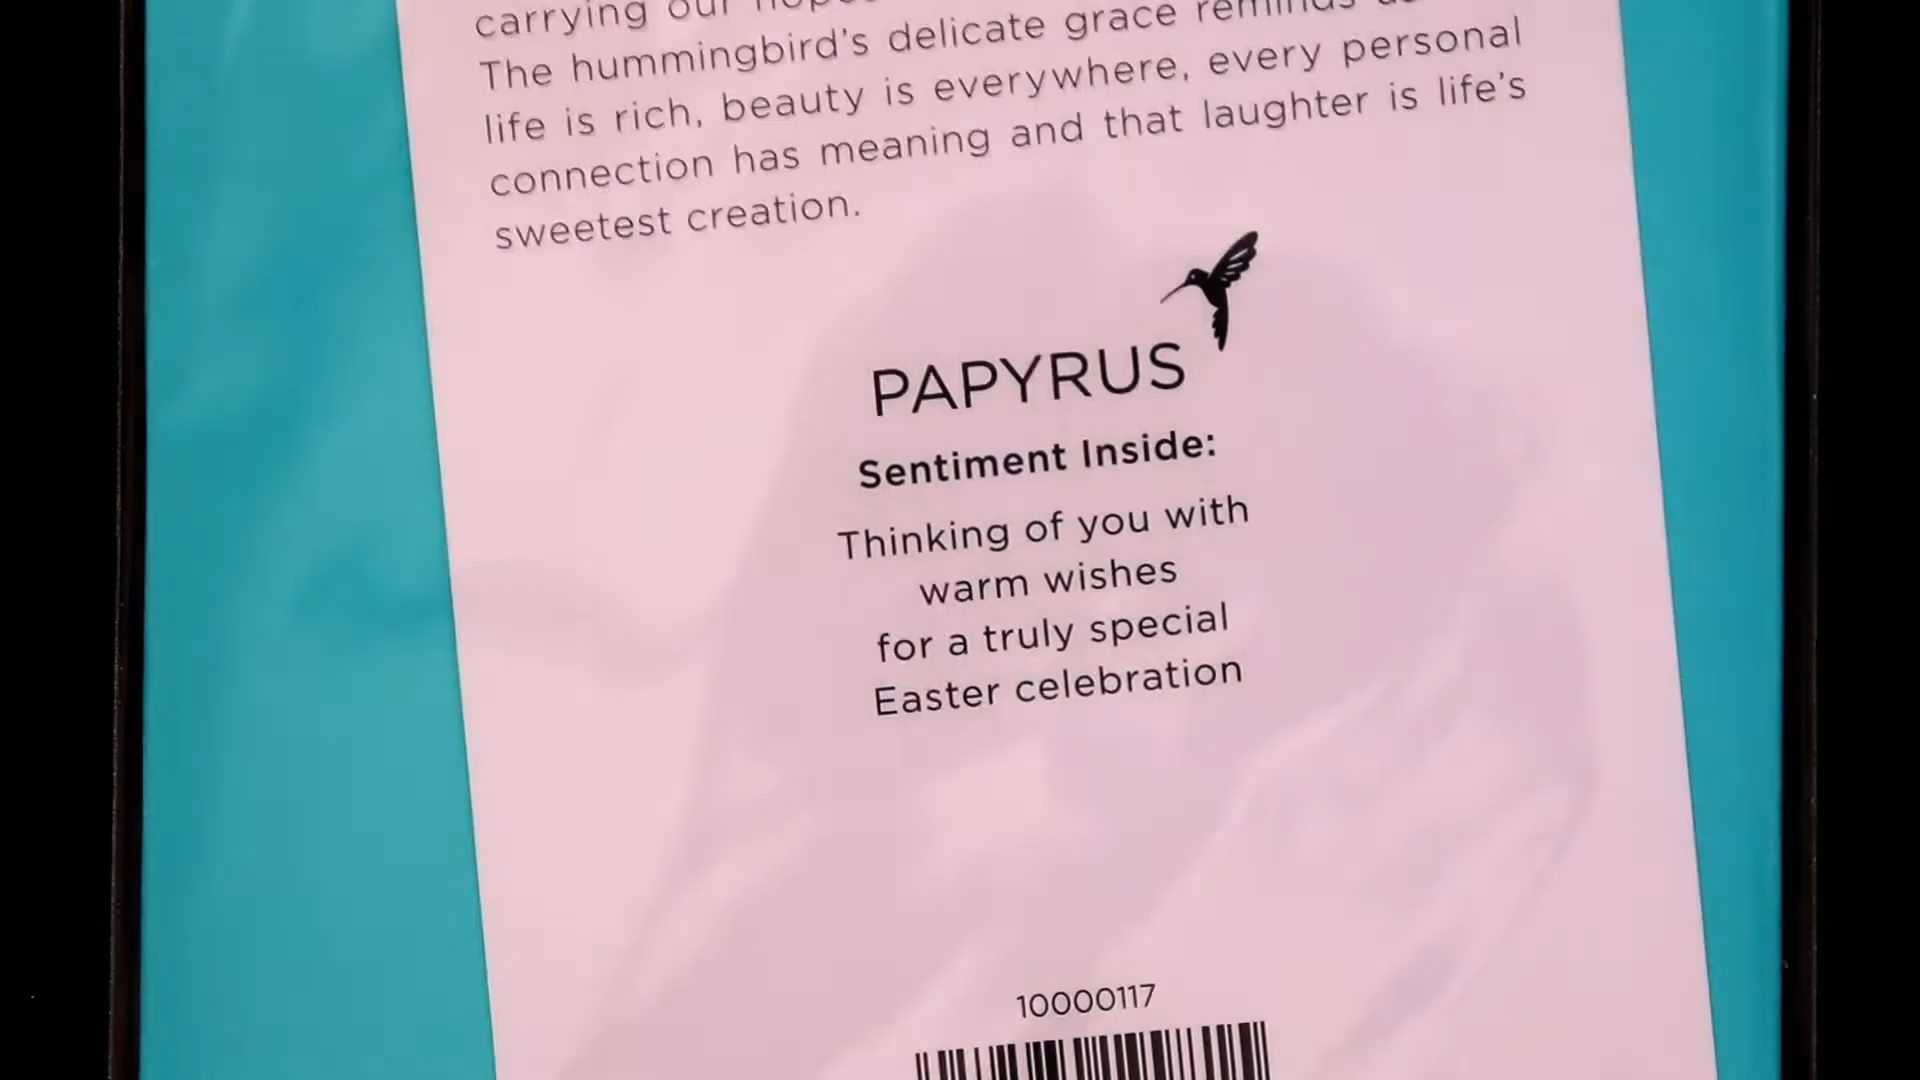 carrying our
The hummingbird's delicate grace reminds
life is rich, beauty is everywhere, every personal
connection has meaning and that laughter is life's
sweetest creation.
PAPYRUS
Sentiment Inside:
Thinking of you with
warm wishes
for a truly special
Easter celebration
10000117